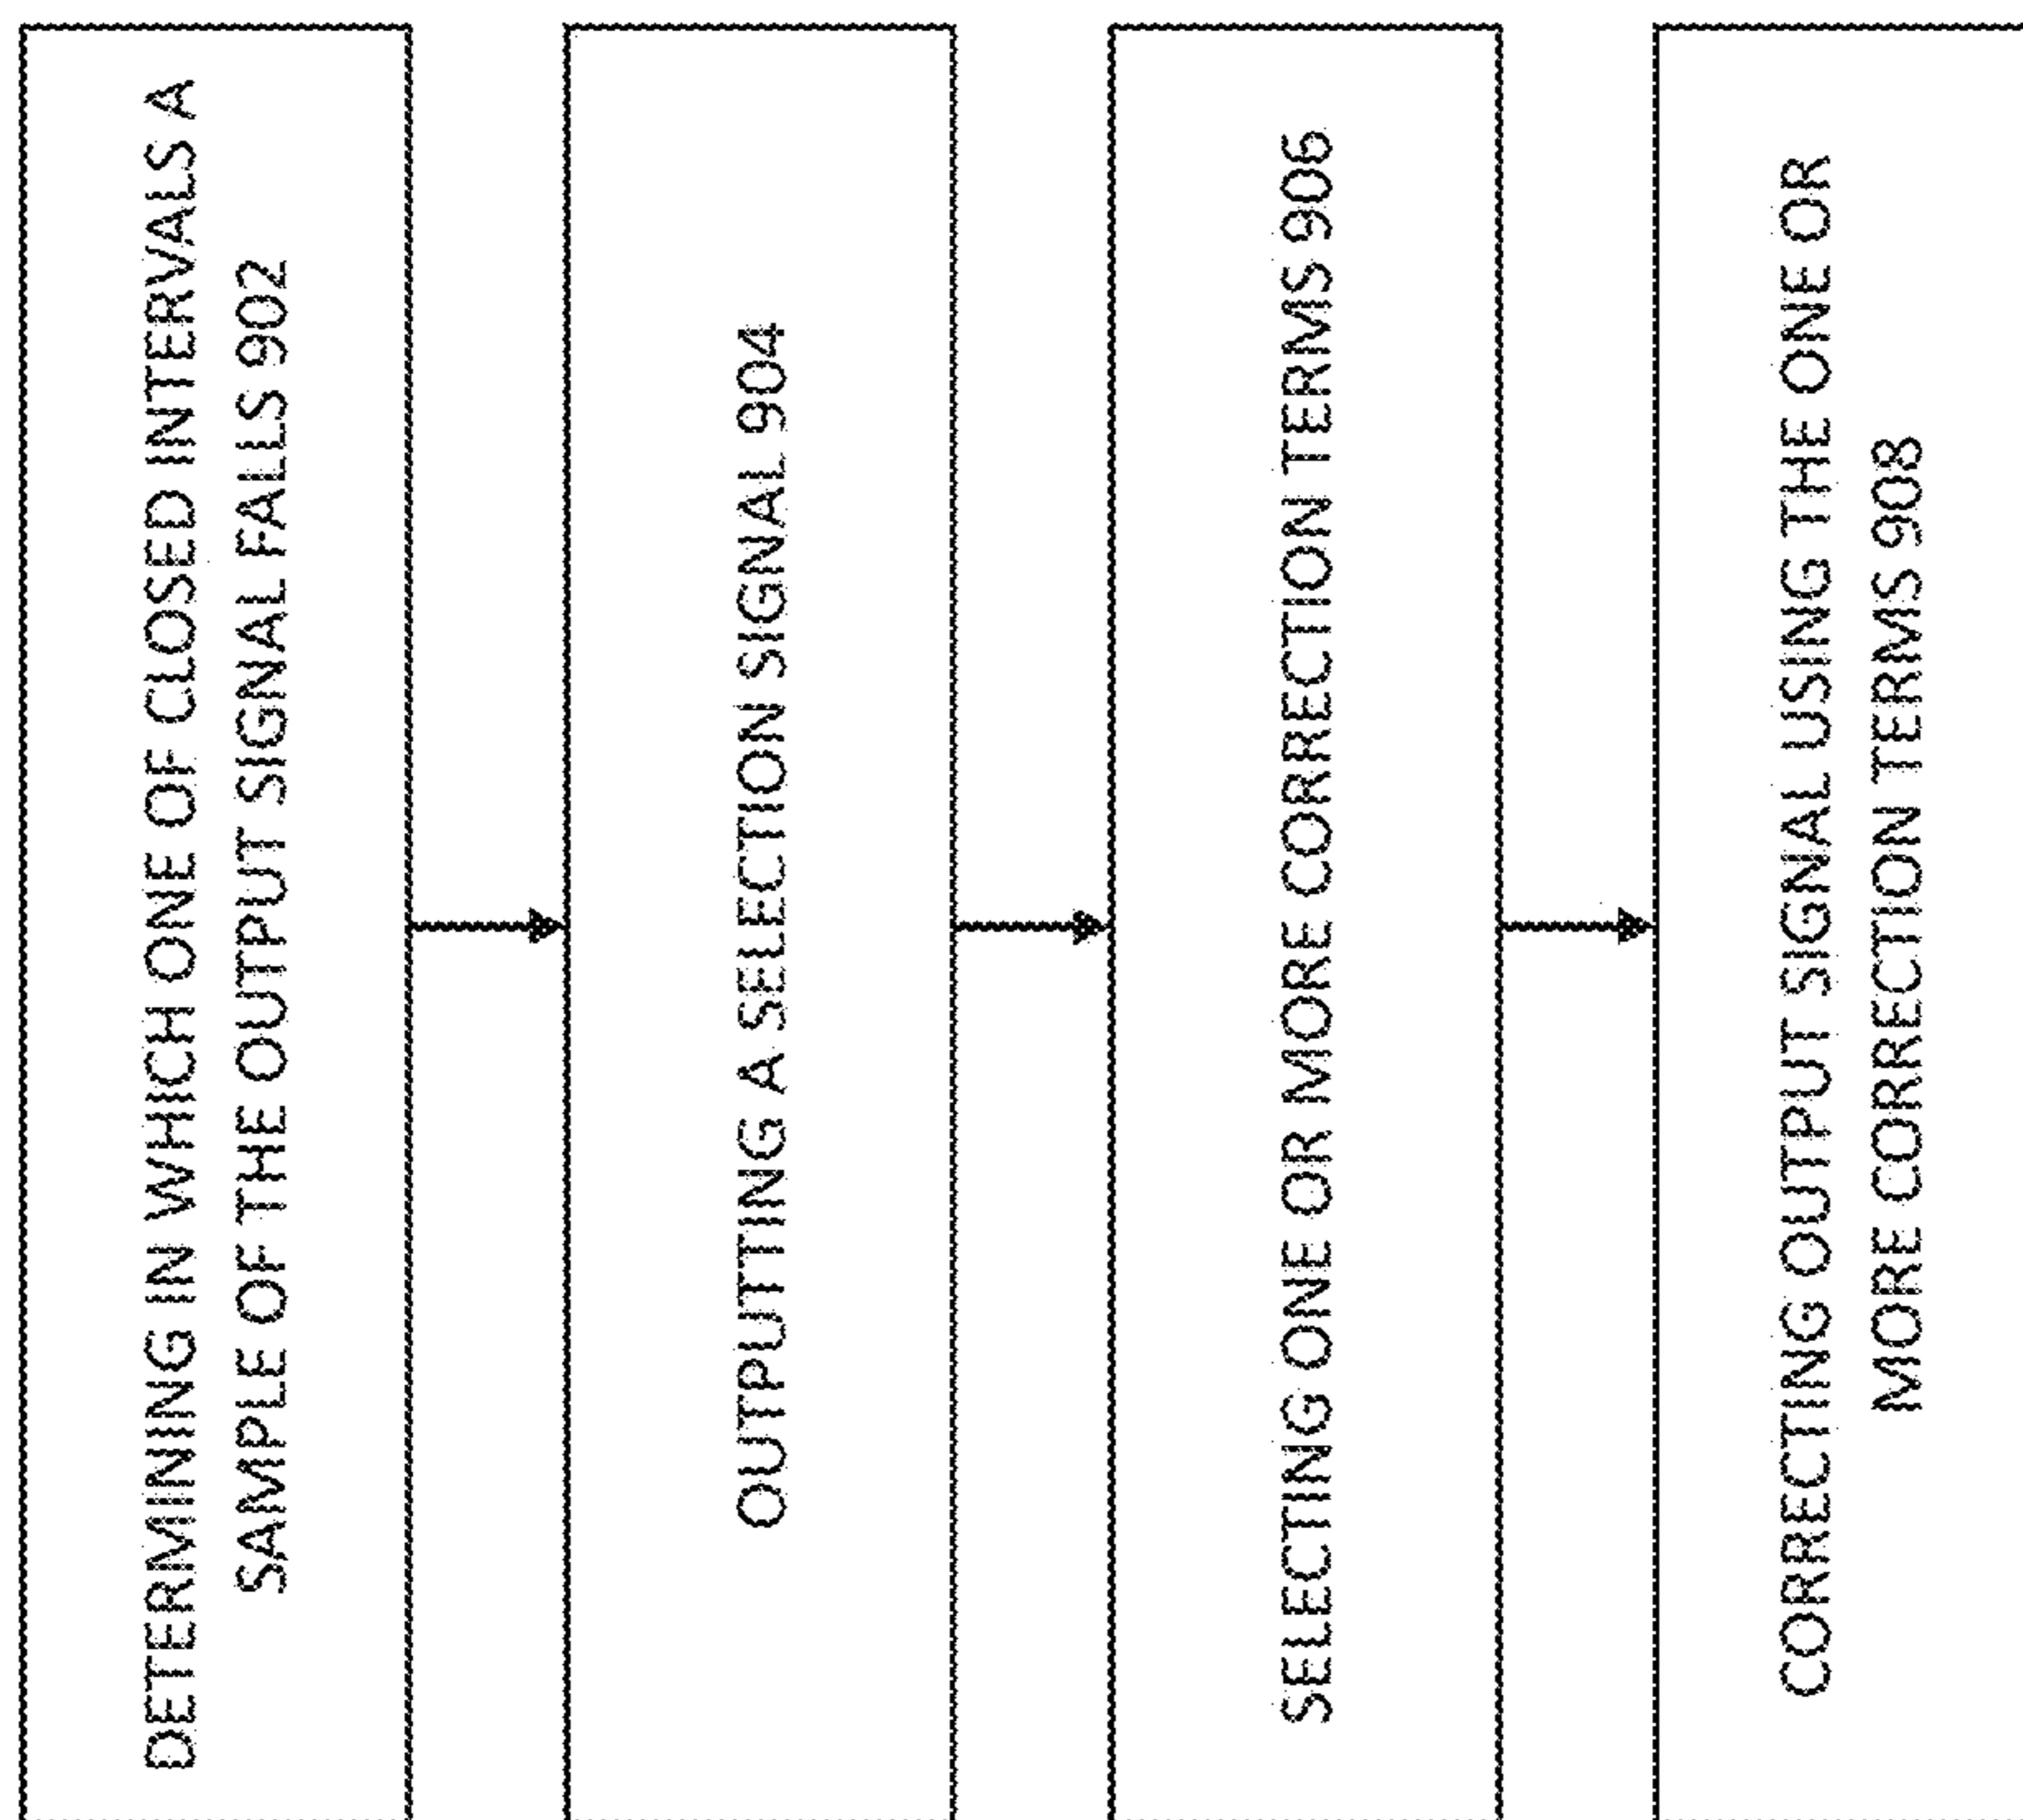 DETERMINING IN WHICH ONE OF CLOSED INTERVALS A
SAMPLE OF THE OUTPUT SIGNAL FALLS 902
OUTPUTTING A SELECTION SIGNAL 904
SELECTING ONE OR MORE CORRECTION TERMS 906
CORRECTING OUTPUT SIGNAL USING THE ONE OR
MORE CORRECTION TERMS 908